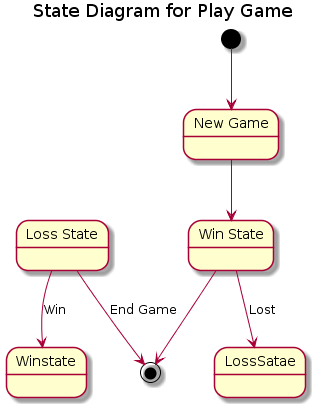 State Diagram for Play Game
New Game
Loss State
Win State
Win
End Game
Lost
Winstate
LossSatae